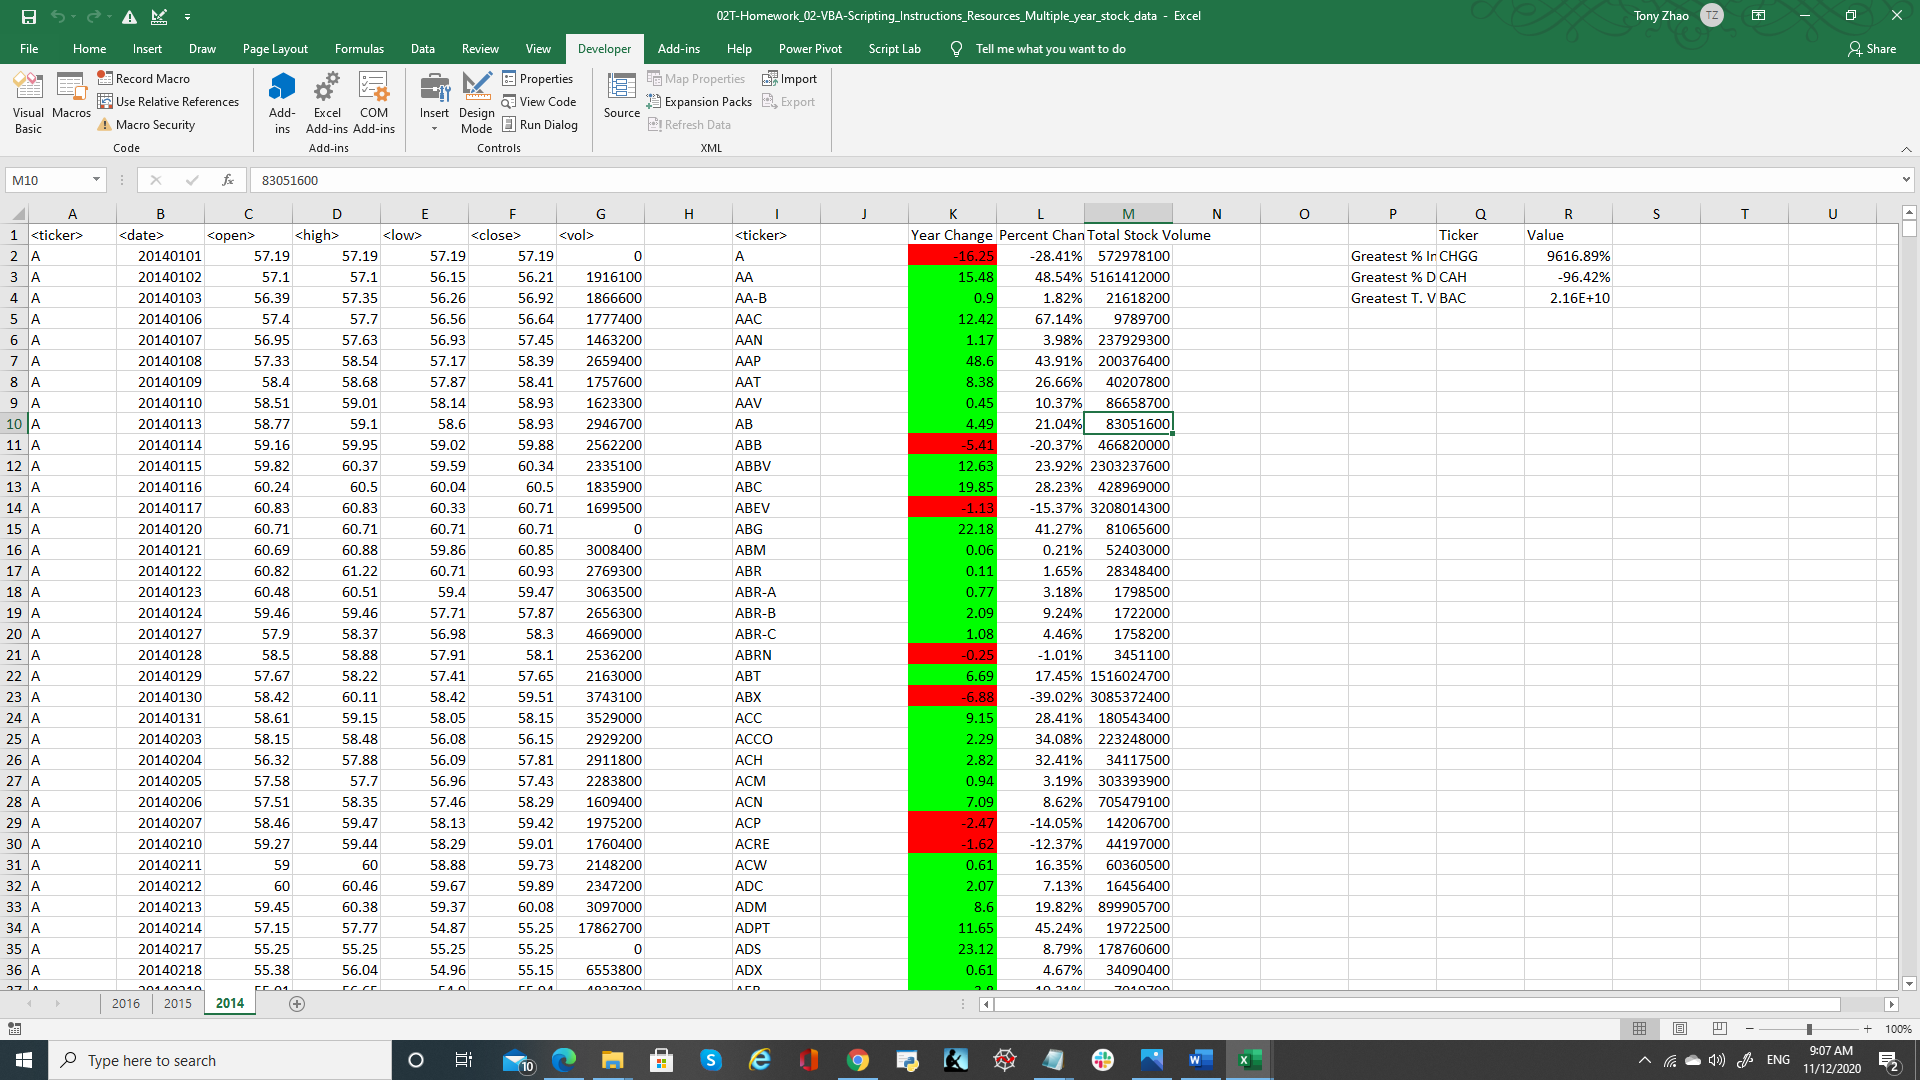 02T-Homework_02-VBA-Scripting_Instructions_Resources_Multiple_year_stock_data - Excel
Tony Zhao TZ
File Home Insert Draw Page Layout Formulas Data Review View Developer Add-ins Help Power Pivot Script Lab Tell me what you want to do Share
Visual Basic
Macros
Record Macro
Use Relative References
Macro Security
Code
Add-ins
Excel Add-ins
COM Add-ins
Add-ins
Insert
Design Mode
Properties
View Code
Run Dialog
Controls
Source
Map Properties
Expansion Packs
Refresh Data
Import
Export
XML
M10 fx 83051600
A B C D E F G H I J K L M N O P Q R S T U
1 <ticker> <date> <open> <high> <low> <close> <vol> <ticker> Year Change Percent Chan Total Stock Volume Ticker Value
2 A 20140101 57.19 57.19 57.19 57.19 0 A -16.25 -28.41% 572978100 Greatest % In CHGG 9616.89%
3 A 20140102 57.1 57.1 56.15 56.21 1916100 AA 15.48 48.54% 5161412000 Greatest % D CAH -96.42%
4 A 20140103 56.39 57.35 56.26 56.92 1866600 AA-B 0.9 1.82% 21618200 Greatest T. V BAC 2.16E+10
5 A 20140106 57.4 57.7 56.56 56.64 1777400 AAC 12.42 67.14% 9789700
6 A 20140107 56.95 57.63 56.93 57.45 1463200 AAN 1.17 3.98% 237929300
7 A 20140108 57.33 58.54 57.17 58.39 2659400 AAP 48.6 43.91% 200376400
8 A 20140109 58.4 58.68 57.87 58.41 1757600 AAT 8.38 26.66% 40207800
9 A 20140110 58.51 59.01 58.14 58.93 1623300 AAV 0.45 10.37% 86658700
10 A 20140113 58.77 59.1 58.6 58.93 2946700 AB 4.49 21.04% 83051600
11 A 20140114 59.16 59.95 59.02 59.88 2562200 ABB -5.41 -20.37% 466820000
12 A 20140115 59.82 60.37 59.59 60.34 2335100 ABBV 12.63 23.92% 2303237600
13 A 20140116 60.24 60.5 60.04 60.5 1835900 ABC 19.85 28.23% 428969000
14 A 20140117 60.83 60.83 60.33 60.71 1699500 ABEV -1.13 -15.37% 3208014300
15 A 20140120 60.71 60.71 60.71 60.71 0 ABG 22.18 41.27% 81065600
16 A 20140121 60.69 60.88 59.86 60.85 3008400 ABM 0.06 0.21% 52403000
17 A 20140122 60.82 61.22 60.71 60.93 2769300 ABR 0.11 1.65% 28348400
18 A 20140123 60.48 60.51 59.4 59.47 3063500 ABR-A 0.77 3.18% 1798500
19 A 20140124 59.46 59.46 57.71 57.87 2656300 ABR-B 2.09 9.24% 1722000
20 A 20140127 57.9 58.37 56.98 58.3 4669000 ABR-C 1.08 4.46% 1758200
21 A 20140128 58.5 58.88 57.91 58.1 2536200 ABRN -0.25 -1.01% 3451100
22 A 20140129 57.67 58.22 57.41 57.65 2163000 ABT 6.69 17.45% 1516024700
23 A 20140130 58.42 60.11 58.42 59.51 3743100 ABX -6.88 -39.02% 3085372400
24 A 20140131 58.61 59.15 58.05 58.15 3529000 ACC 9.15 28.41% 180543400
25 A 20140203 58.15 58.48 56.08 56.15 2929200 ACCO 2.29 34.08% 223248000
26 A 20140204 56.32 57.88 56.09 57.81 2911800 ACH 2.82 32.41% 34117500
27 A 20140205 57.58 57.7 56.96 57.43 2283800 ACM 0.94 3.19% 303393900
28 A 20140206 57.51 58.35 57.46 58.29 1609400 ACN 7.09 8.62% 705479100
29 A 20140207 58.46 59.47 58.13 59.42 1975200 ACP -2.47 -14.05% 14206700
30 A 20140210 59.27 59.44 58.29 59.01 1760400 ACRE -1.62 -12.37% 44197000
31 A 20140211 59 60 58.88 59.73 2148200 ACW 0.61 16.35% 60360500
32 A 20140212 60 60.46 59.67 59.89 2347200 ADC 2.07 7.13% 16456400
33 A 20140213 59.45 60.38 59.37 60.08 3097000 ADM 8.6 19.82% 899905700
34 A 20140214 57.15 57.77 54.87 55.25 17862700 ADPT 11.65 45.24% 19722500
35 A 20140217 55.25 55.25 55.25 55.25 0 ADS 23.12 8.79% 178760600
36 A 20140218 55.38 56.04 54.96 55.15 6553800 ADX 0.61 4.67% 34090400
2016 2015 2014
100%
Type here to search
10
ENG
9:07 AM
11/12/2020
2